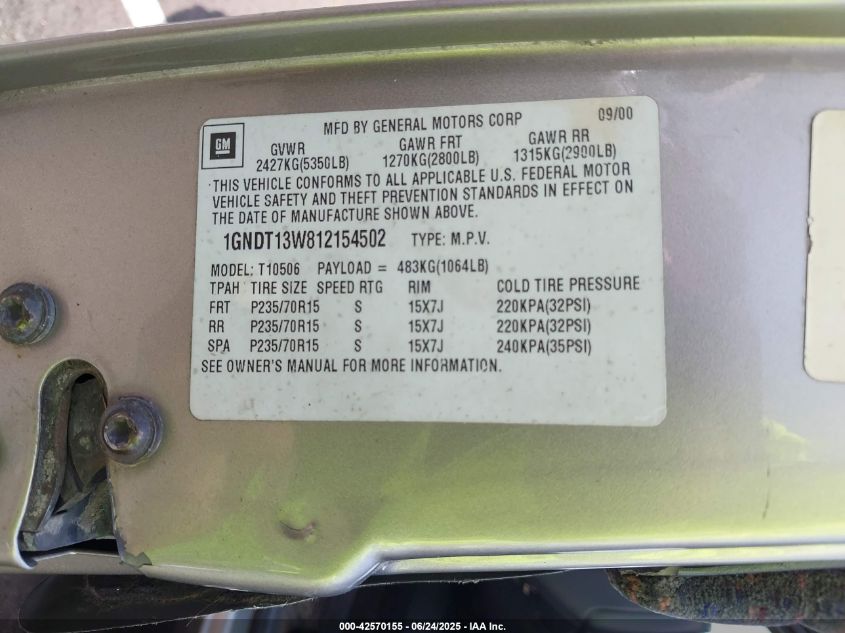 GM
MFD BY GENERAL MOTORS CORP 09/00
GVWR GAWR FRT GAWR RR
2427KG(5350LB) 1270KG(2800LB) 1315KG(2900LB)
THIS VEHICLE CONFORMS TO ALL APPLICABLE U.S. FEDERAL MOTOR
VEHICLE SAFETY AND THEFT PREVENTION STANDARDS IN EFFECT ON
THE DATE OF MANUFACTURE SHOWN ABOVE.
1GNDT13W812154502 TYPE: M.P.V.
MODEL: T10506 PAYLOAD = 483KG(1064LB)
TPAH TIRE SIZE SPEED RTG RIM COLD TIRE PRESSURE
FRT P235/70R15 S 15X7J 220KPA(32PSI)
RR P235/70R15 S 15X7J 220KPA(32PSI)
SPA P235/70R15 S 15X7J 240KPA(35PSI)
SEE OWNER'S MANUAL FOR MORE INFORMATION.
000-42570155 - 06/24/2025 - IAA Inc.